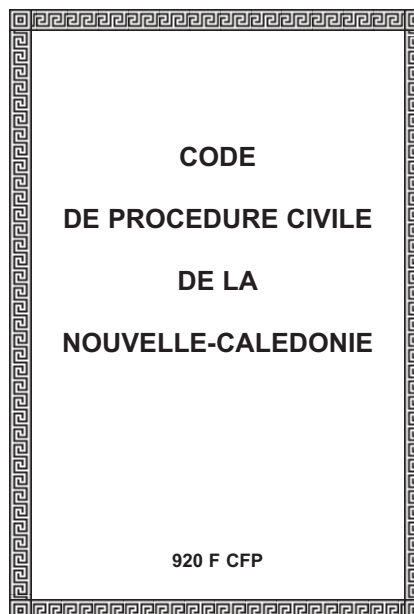 CODE
DE PROCEDURE CIVILE
DE LA
NOUVELLE-CALEDONIE
920 F CFP